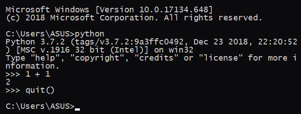 Microsoft Windows [Version 10.0.17134.648]
(c) 2018 Microsoft Corporation. All rights reserved.
C:\Users\ASUS>python
Python 3.7.2 (tags/v3.7.2:9a3ffc0492, Dec 23 2018, 22:20:52
) [MSC v.1916 32 bit (Intel)] on win32
Type "help", "copyright", "credits" or "license" for more i
nformation.
>>> 1 + 1
2
>>> quit()
C:\Users\ASUS>